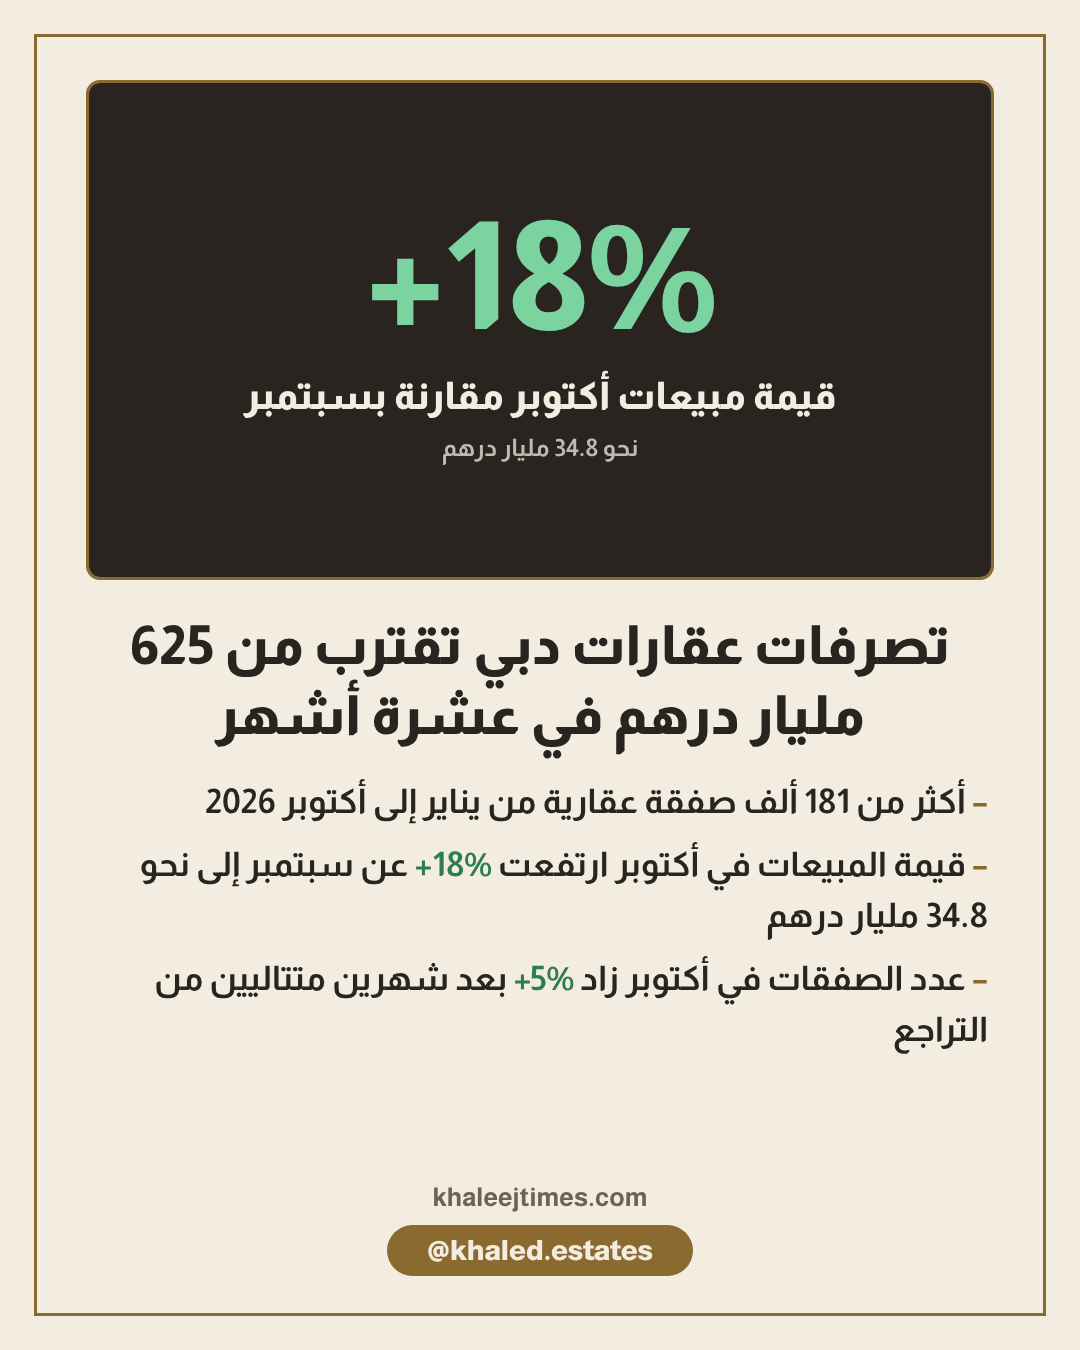 +18%
قيمة مبيعات أكتوبر مقارنة بسبتمبر
نحو 34.8 مليار درهم
تصرفات عقارات دبي تقترب من 625
مليار درهم في عشرة أشهر
– أكثر من 181 ألف صفقة عقارية من يناير إلى أكتوبر 2026
– قيمة المبيعات في أكتوبر ارتفعت +18% عن سبتمبر إلى نحو
34.8 مليار درهم
– عدد الصفقات في أكتوبر زاد +5% بعد شهرين متتاليين من
التراجع
khaleejtimes.com
@khaled.estates